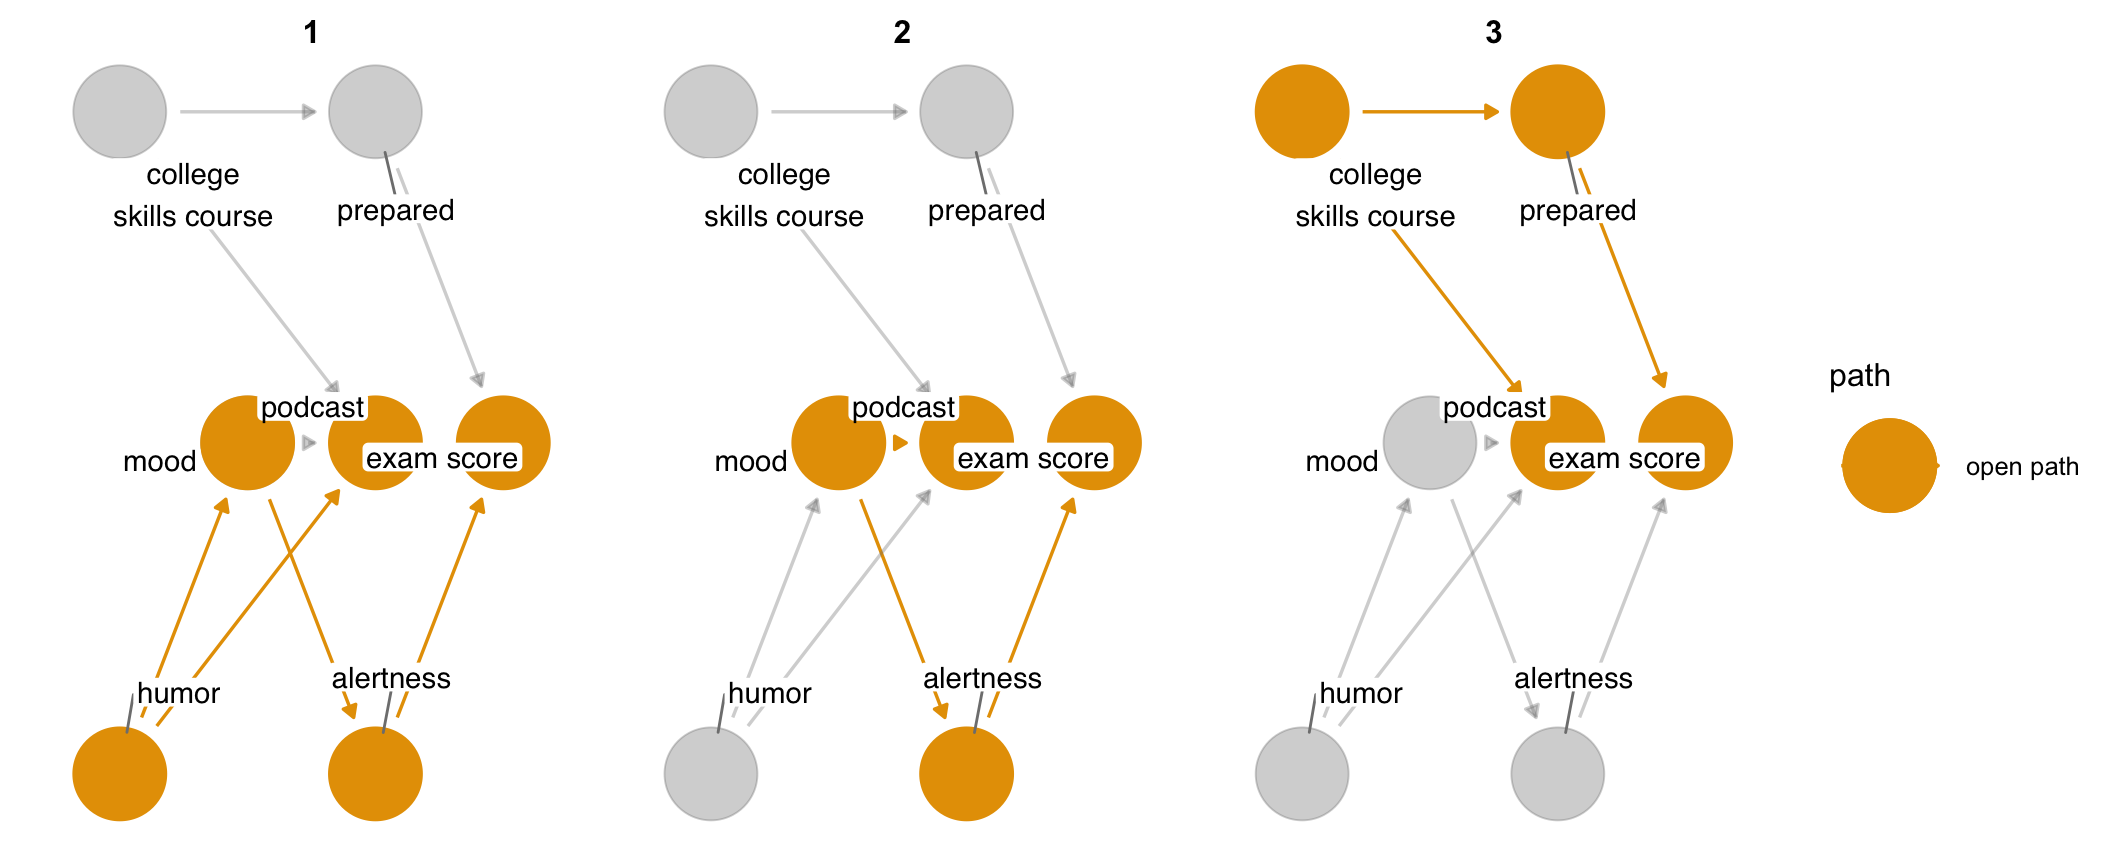 1
college
skills course
prepared
podcast
mood
exam score
humor
alertness
2
college
skills course
prepared
podcast
mood
exam score
humor
alertness
3
college
skills course
prepared
podcast
mood
exam score
humor
alertness
path
open path